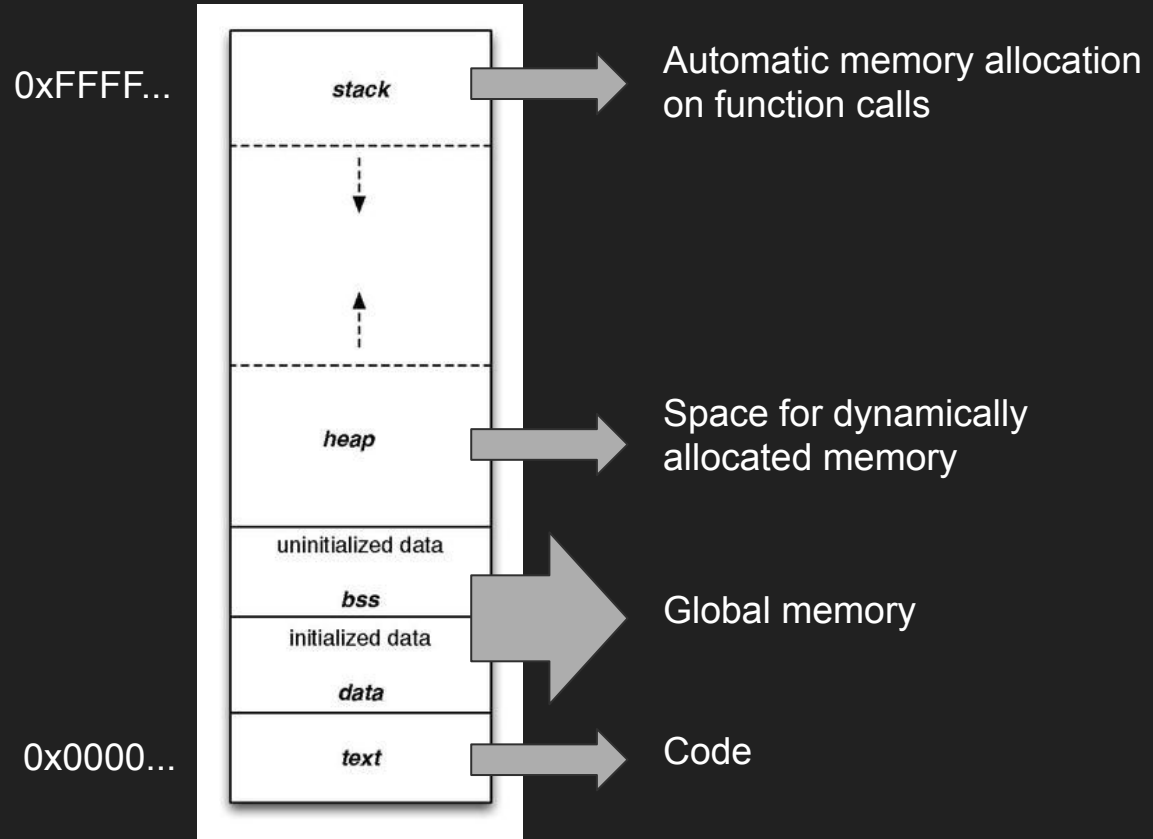 0xFFFF...
stack
Automatic memory allocation
on function calls
heap
Space for dynamically
allocated memory
uninitialized data
bss
initialized data
data
Global memory
0x0000...
text
Code